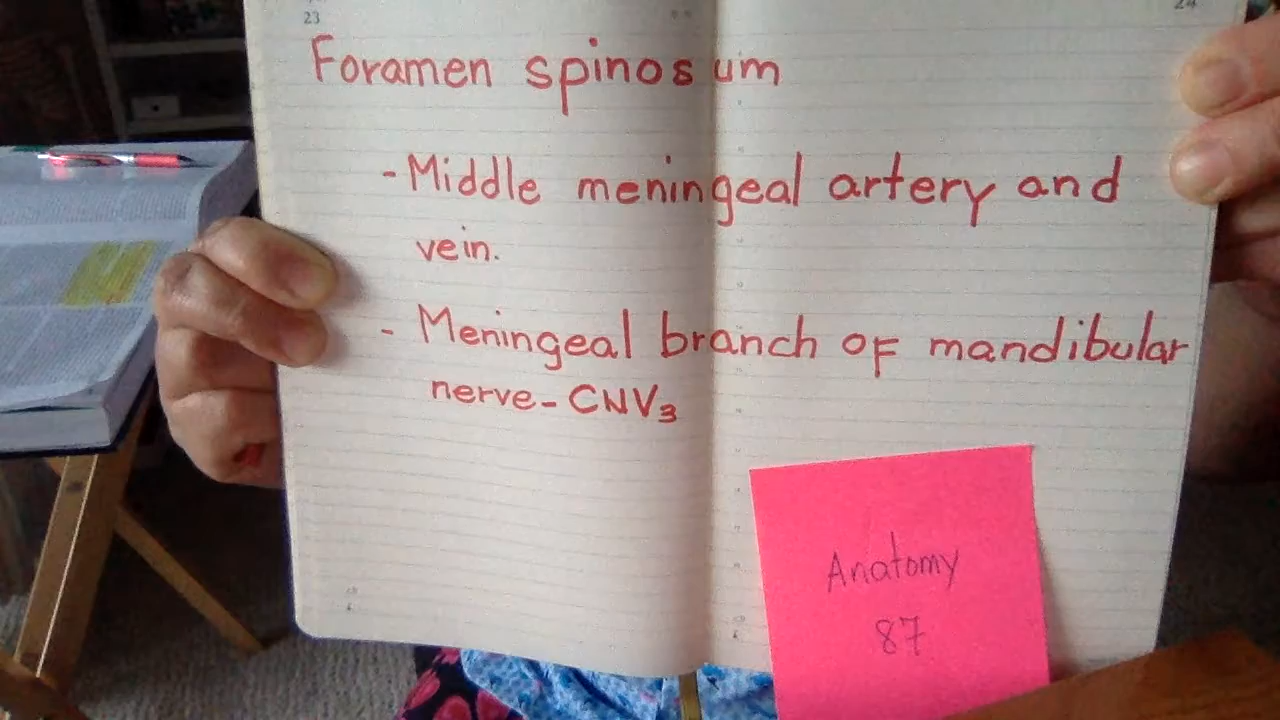 23
24
Foramen spinosum
- Middle meningeal artery and
vein.
- Meningeal branch of mandibular
nerve - CNV3
Anatomy
87